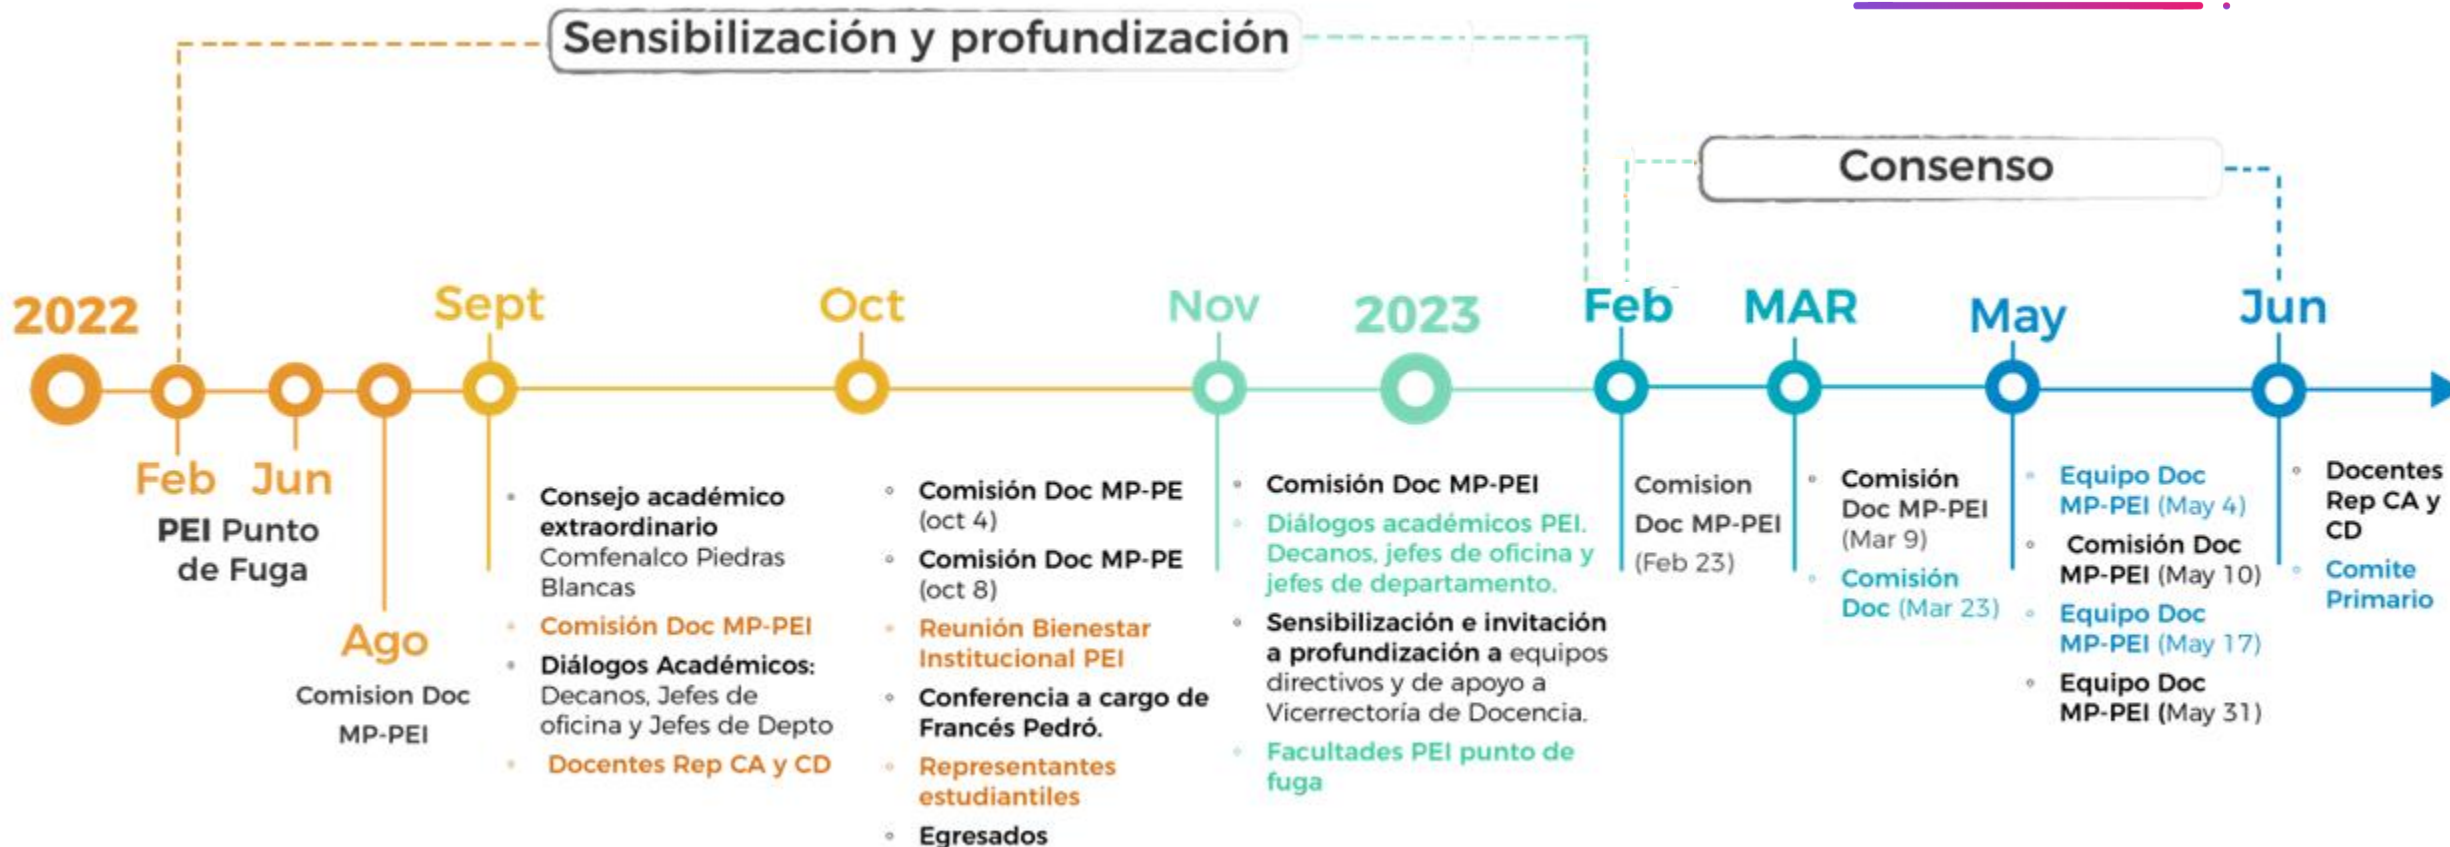 Sensibilización y profundización
Consenso
2022
Feb
Jun
PEI Punto
de Fuga
Ago
Comision Doc
MP-PEI
Sept
Consejo académico
extraordinario
Comfenalco Piedras
Blancas
Comisión Doc MP-PEI
Diálogos Académicos:
Decanos, Jefes de
oficina y Jefes de Depto
Docentes Rep CA y CD
Oct
Comisión Doc MP-PE
(oct 4)
Comisión Doc MP-PE
(oct 8)
Reunión Bienestar
Institucional PEI
Conferencia a cargo de
Francés Pedró.
Representantes
estudiantiles
Egresados
Nov
Comisión Doc MP-PEI
Diálogos académicos PEI.
Decanos, jefes de oficina y
jefes de departamento.
Sensibilización e invitación
a profundización a equipos
directivos y de apoyo a
Vicerrectoría de Docencia.
Facultades PEI punto de
fuga
2023
Feb
Comision
Doc MP-PEI
(Feb 23)
MAR
Comisión
Doc MP-PEI
(Mar 9)
Comisión
Doc (Mar 23)
May
Equipo Doc
MP-PEI (May 4)
Comisión Doc
MP-PEI (May 10)
Equipo Doc
MP-PEI (May 17)
Equipo Doc
MP-PEI (May 31)
Jun
Docentes
Rep CA y
CD
Comite
Primario